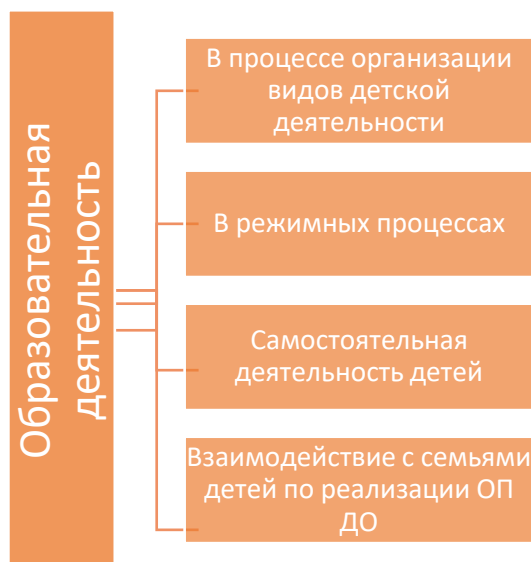 Образовательная
деятельность
В процессе организации
видов детской
деятельности
В режимных процессах
Самостоятельная
деятельность детей
Взаимодействие с семьями
детей по реализации ОП
ДО